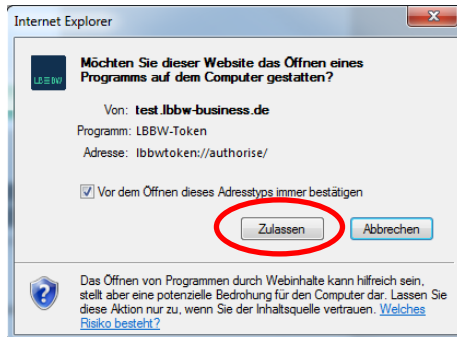 Internet Explorer
Möchten Sie dieser Website das Öffnen eines
Programms auf dem Computer gestatten?
LB≡BW
Von: test.lbbw-business.de
Programm: LBBW-Token
Adresse: lbbwtoken://authorise/
Vor dem Öffnen dieses Adresstyps immer bestätigen
Zulassen
Abbrechen
Das Öffnen von Programmen durch Webinhalte kann hilfreich sein,
stellt aber eine potenzielle Bedrohung für den Computer dar. Lassen Sie
diese Aktion nur zu, wenn Sie der Inhaltsquelle vertrauen. Welches
Risiko besteht?